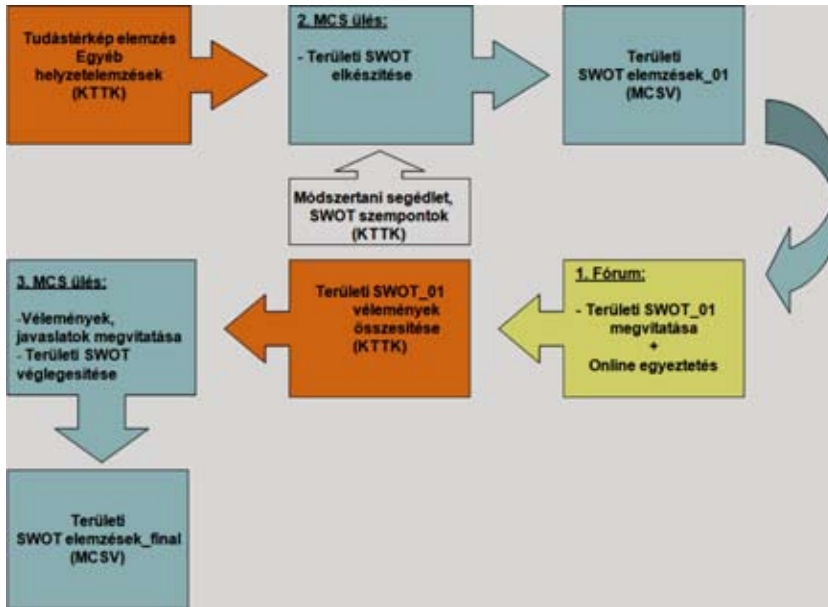 Tudástérkép elemzés
Egyéb
helyzetelemzések
(KTTK)
2. MCS ülés:
- Területi SWOT
elkészítése
Területi
SWOT elemzések_01
(MCSV)
Módszertani segédlet,
SWOT szempontok
(KTTK)
1. Fórum:
- Területi SWOT_01
megvitatása
+
Online egyeztetés
Területi SWOT_01
vélemények
összesítése
(KTTK)
3. MCS ülés:
-Vélemények,
javaslatok megvitatása
- Területi SWOT
véglegesítése
Területi
SWOT elemzések_final
(MCSV)